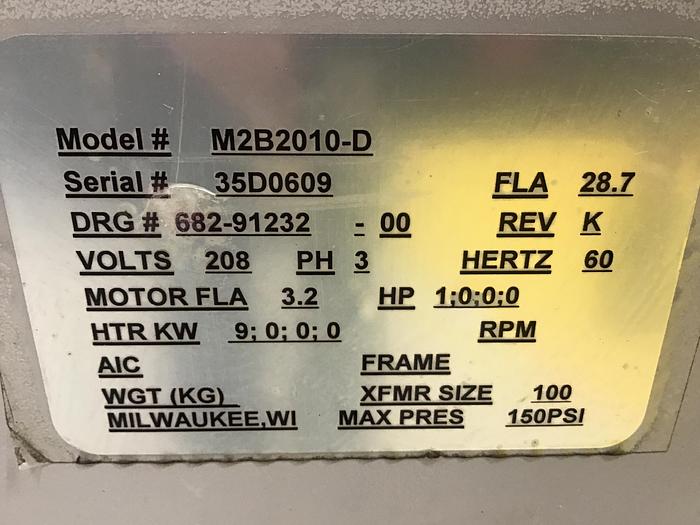 Model # M2B2010-D
Serial # 35D0609 FLA 28.7
DRG # 682-91232 - 00 REV K
VOLTS 208 PH 3 HERTZ 60
MOTOR FLA 3.2 HP 1;0;0;0
HTR KW 9; 0; 0; 0 RPM
AIC FRAME
WGT (KG) XFMR SIZE 100
MILWAUKEE,WI MAX PRES 150PSI